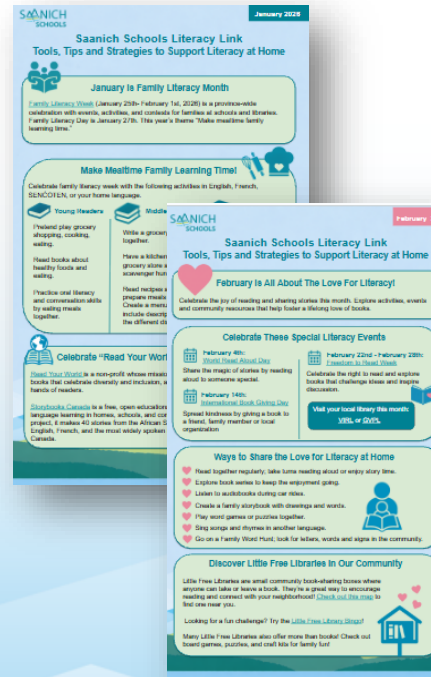 SAANICH
SCHOOLS
January 2026
Saanich Schools Literacy Link
Tools, Tips and Strategies to Support Literacy at Home
January is Family Literacy Month
Family Literacy Week (January 25th- February 1st, 2026) is a province-wide
celebration with events, activities, and contests for families at schools and libraries.
Family Literacy Day is January 27th. This year's theme "Make mealtime family
learning time."
Make Mealtime Family Learning Time!
Celebrate family literacy week with the following activities in English, French,
SENĆOTEN, or your home language.
Young Readers
Pretend play grocery
shopping, cooking,
eating.
Read books about
healthy foods and
eating.
Practice oral literacy
and conversation skills
by eating meals
together.
Middle
Write a grocery
together.
Have a kitchen
grocery store s
scavenger hun
Read recipes a
prepare meals
Create a menu
include descrip
the different di
Celebrate "Read Your Worl
Read Your World is a non-profit whose missio
books that celebrate diversity and inclusion, a
hands of readers.
Storybooks Canada is a free, open education
language learning in homes, schools, and co
project, it makes 40 stories from the African S
English, French, and the most widely spoken
Canada.
SAANICH
SCHOOLS
February
Saanich Schools Literacy Link
Tools, Tips and Strategies to Support Literacy at Home
February Is All About The Love For Literacy!
Celebrate the joy of reading and sharing stories this month. Explore activities, events
and community resources that help foster a lifelong love of books.
Celebrate These Special Literacy Events
February 4th:
World Read Aloud Day
Share the magic of stories by reading
aloud to someone special.
February 14th:
International Book Giving Day
Spread kindness by giving a book to
a friend, family member or local
organization
February 22nd - February 28th:
Freedom to Read Week
Celebrate the right to read and explore
books that challenge ideas and inspire
discussion.
Visit your local library this month:
VIRL or GVPL
Ways to Share the Love for Literacy at Home
Read together regularly; take turns reading aloud or enjoy story time.
Explore book series to keep the enjoyment going.
Listen to audiobooks during car rides.
Create a family storybook with drawings and words.
Play word games or puzzles together.
Sing songs and rhymes in another language.
Go on a Family Word Hunt; look for letters, words and signs in the community.
Discover Little Free Libraries In Our Community
Little Free Libraries are small community book-sharing boxes where
anyone can take or leave a book. They're a great way to encourage
reading and connect with your neighborhood! Check out this map to
find one near you.
Looking for a fun challenge? Try the Little Free Library Bingo!
Many Little Free Libraries also offer more than books! Check out
board games, puzzles, and craft kits for family fun!